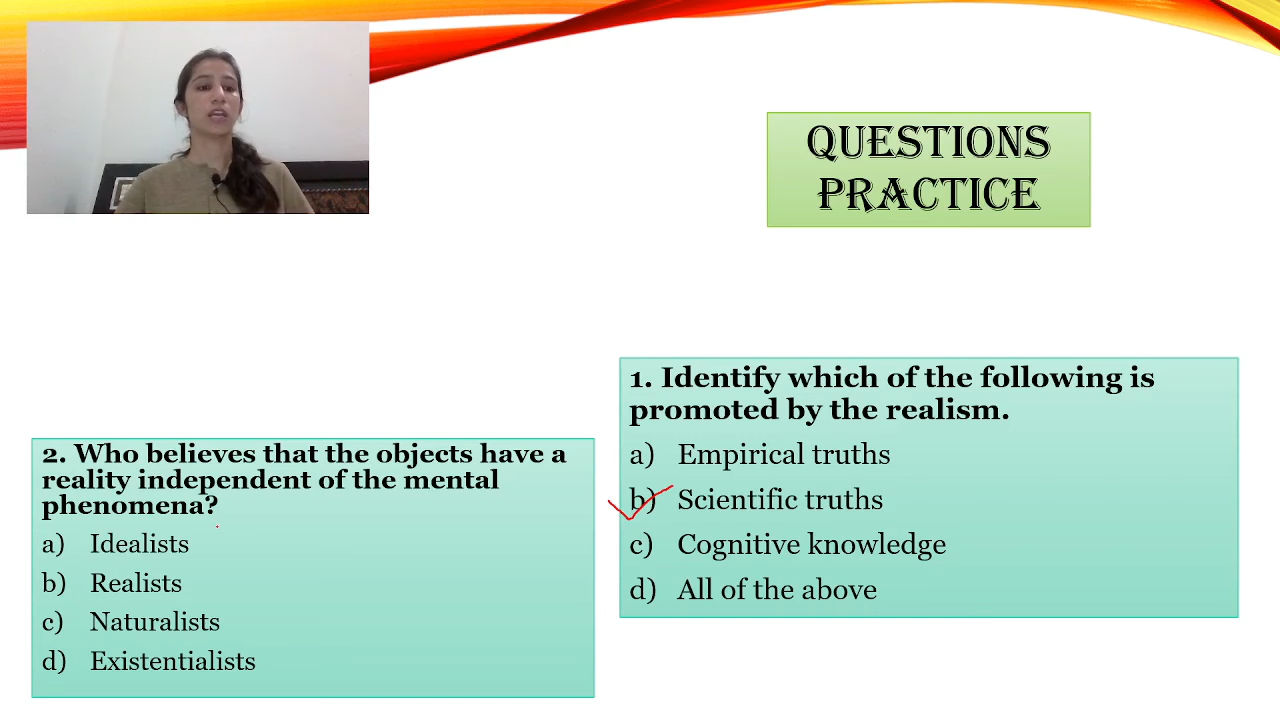 QUESTIONS
PRACTICE
1. Identify which of the following is
promoted by the realism.
a) Empirical truths
b) Scientific truths
c) Cognitive knowledge
d) All of the above
2. Who believes that the objects have a
reality independent of the mental
phenomena?
a) Idealists
b) Realists
c) Naturalists
d) Existentialists